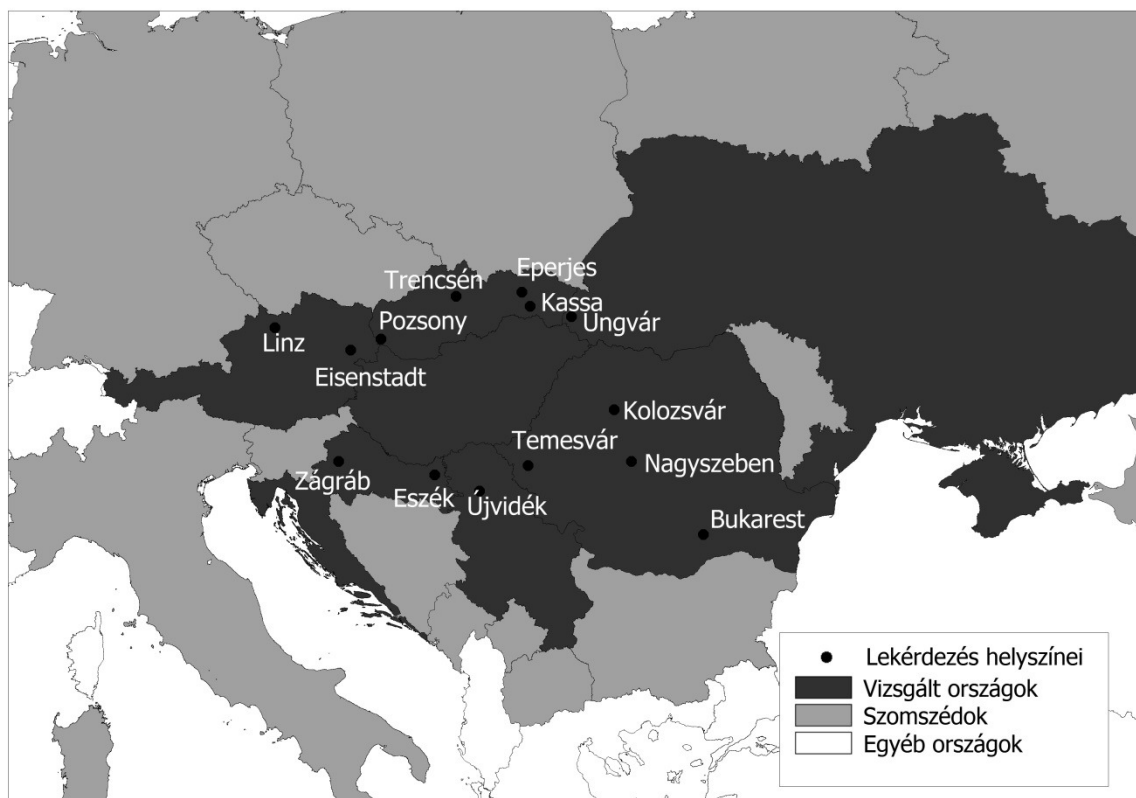 Eperjes
Trencsén
Kassa
Ungvár
Pozsony
Linz
Eisenstadt
Kolozsvár
Temesvár
Nagyszeben
Zágráb
Eszék
Újvidék
Bukarest
Lekérdezés helyszínei
Vizsgált országok
Szomszédok
Egyéb országok